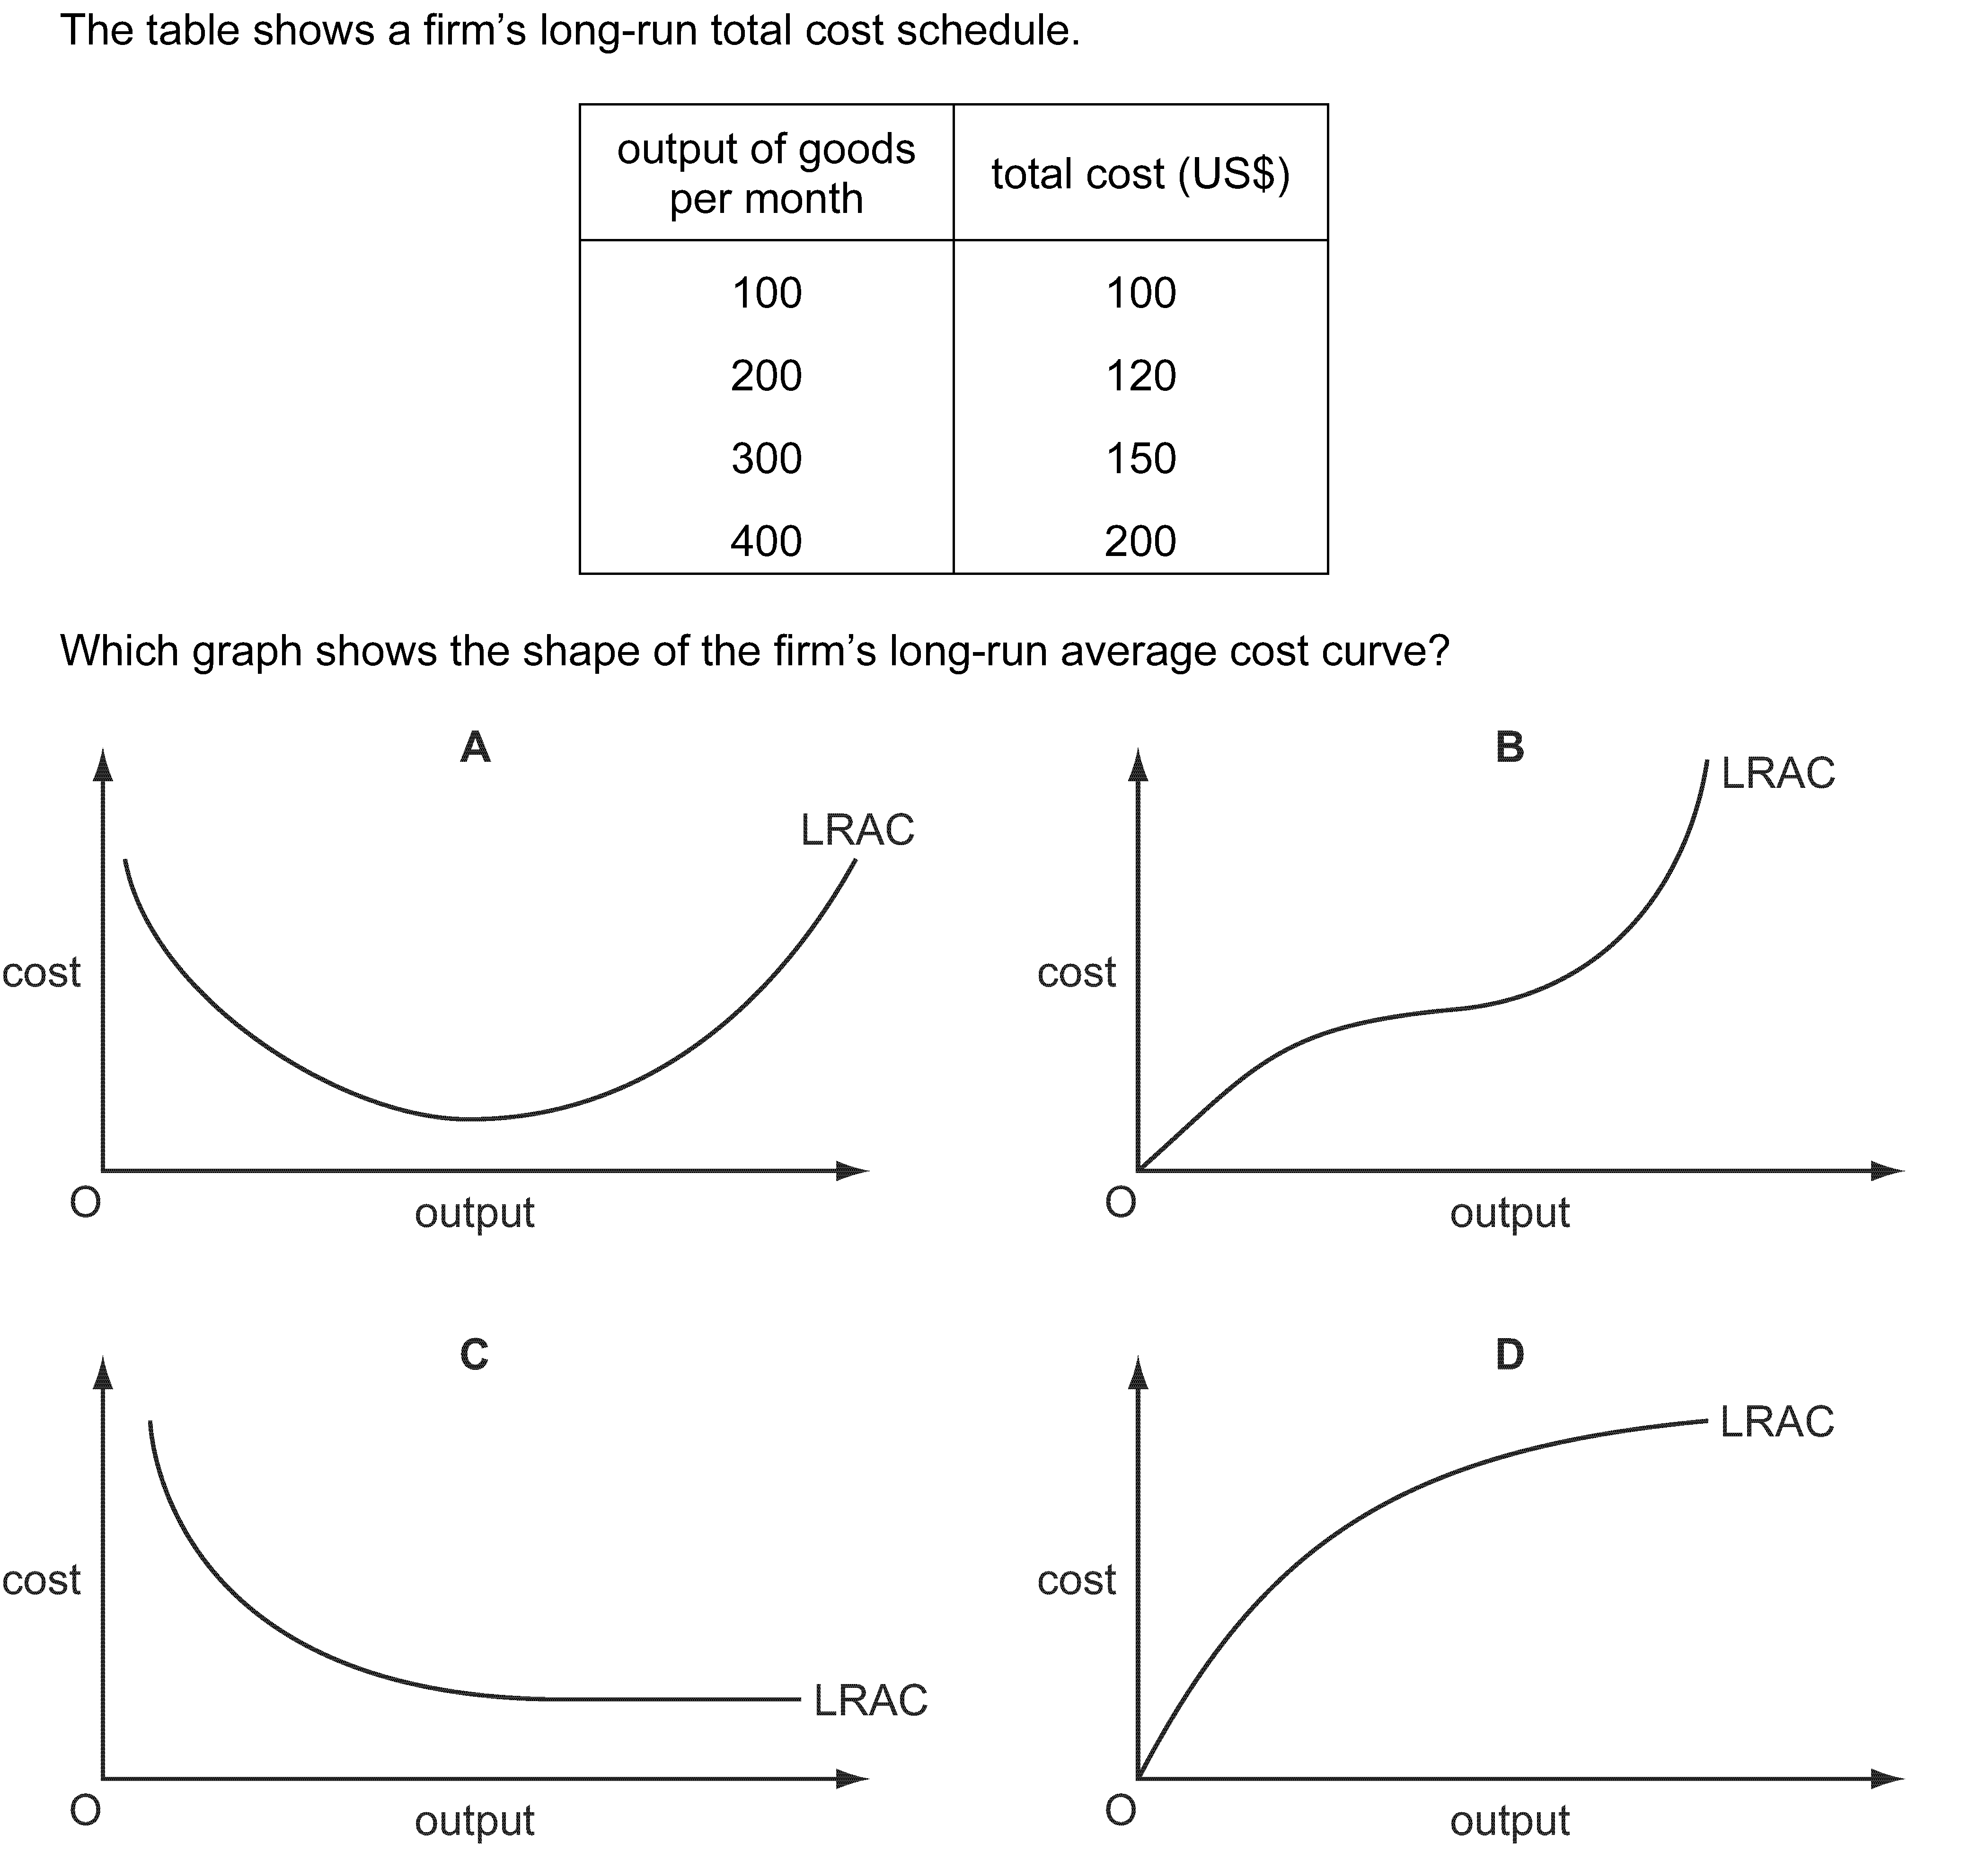 The table shows a firm’s long-run total cost schedule.
output of goods
per month
total cost (US$)
100 100
200 120
300 150
400 200
Which graph shows the shape of the firm’s long-run average cost curve?
A
LRAC
cost
O
output
B
LRAC
cost
O
output
C
cost
LRAC
O
output
D
LRAC
cost
O
output